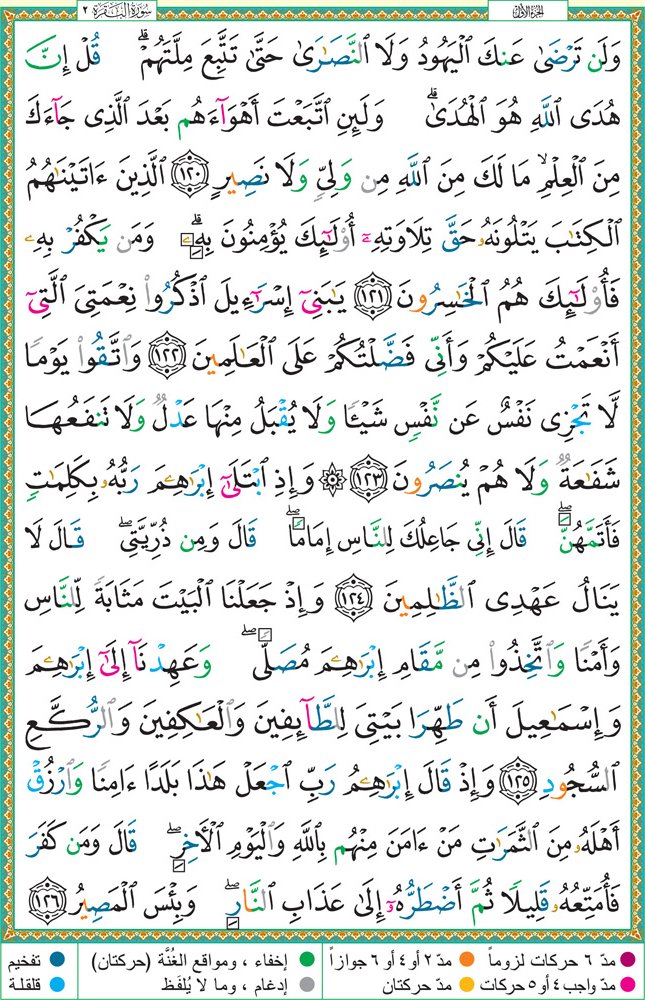 سُورَةُ البَقَرَة ٢
الجُزءُ الأوَّل
وَلَن تَرْضَىٰ عَنكَ ٱلْيَهُودُ وَلَا ٱلنَّصَٰرَىٰ حَتَّىٰ تَتَّبِعَ مِلَّتَهُمْ ۗ قُلْ إِنَّ
هُدَى ٱللَّهِ هُوَ ٱلْهُدَىٰ ۗ وَلَئِنِ ٱتَّبَعْتَ أَهْوَآءَهُم بَعْدَ ٱلَّذِى جَآءَكَ
مِنَ ٱلْعِلْمِ ۙ مَا لَكَ مِنَ ٱللَّهِ مِن وَلِىٍّ وَلَا نَصِيرٍ ١٢٠ ٱلَّذِينَ ءَاتَيْنَٰهُمُ
ٱلْكِتَٰبَ يَتْلُونَهُۥ حَقَّ تِلَاوَتِهِۦٓ أُو۟لَٰٓئِكَ يُؤْمِنُونَ بِهِۦ ۗ وَمَن يَكْفُرْ بِهِۦ
فَأُو۟لَٰٓئِكَ هُمُ ٱلْخَٰسِرُونَ ١٢١ يَٰبَنِىٓ إِسْرَٰٓءِيلَ ٱذْكُرُوا۟ نِعْمَتِىَ ٱلَّتِىٓ
أَنْعَمْتُ عَلَيْكُمْ وَأَنِّى فَضَّلْتُكُمْ عَلَى ٱلْعَٰلَمِينَ ١٢٢ وَٱتَّقُوا۟ يَوْمًا
لَّا تَجْزِى نَفْسٌ عَن نَّفْسٍ شَيْـًٔا وَلَا يُقْبَلُ مِنْهَا عَدْلٌ وَلَا تَنفَعُهَا
شَفَٰعَةٌ وَلَا هُمْ يُنصَرُونَ ١٢٣ ۞ وَإِذِ ٱبْتَلَىٰٓ إِبْرَٰهِۦمَ رَبُّهُۥ بِكَلِمَٰتٍ
فَأَتَمَّهُنَّ ۖ قَالَ إِنِّى جَاعِلُكَ لِلنَّاسِ إِمَامًا ۖ قَالَ وَمِن ذُرِّيَّتِى ۖ قَالَ لَا
يَنَالُ عَهْدِى ٱلظَّٰلِمِينَ ١٢٤ وَإِذْ جَعَلْنَا ٱلْبَيْتَ مَثَابَةً لِّلنَّاسِ
وَأَمْنًا وَٱتَّخِذُوا۟ مِن مَّقَامِ إِبْرَٰهِۦمَ مُصَلًّى ۖ وَعَهِدْنَآ إِلَىٰٓ إِبْرَٰهِۦمَ
وَإِسْمَٰعِيلَ أَن طَهِّرَا بَيْتِىَ لِلطَّآئِفِينَ وَٱلْعَٰكِفِينَ وَٱلرُّكَّعِ
ٱلسُّجُودِ ١٢٥ وَإِذْ قَالَ إِبْرَٰهِۦمُ رَبِّ ٱجْعَلْ هَٰذَا بَلَدًا ءَامِنًا وَٱرْزُقْ
أَهْلَهُۥ مِنَ ٱلثَّمَرَٰتِ مَنْ ءَامَنَ مِنْهُم بِٱللَّهِ وَٱلْيَوْمِ ٱلْـَٔاخِرِ ۖ قَالَ وَمَن كَفَرَ
فَأُمَتِّعُهُۥ قَلِيلًا ثُمَّ أَضْطَرُّهُۥٓ إِلَىٰ عَذَابِ ٱلنَّارِ ۖ وَبِئْسَ ٱلْمَصِيرُ ١٢٦
مدّ ٦ حركات لزوماً مدّ ٢ أو ٤ أو ٦ جوازاً إخفاء ، ومواقع الغُنَّة (حركتان) تفخيم
مدّ واجب ٤ أو ٥ حركات مدّ حركتان إدغام ، وما لا يُلفَظ قلقلة